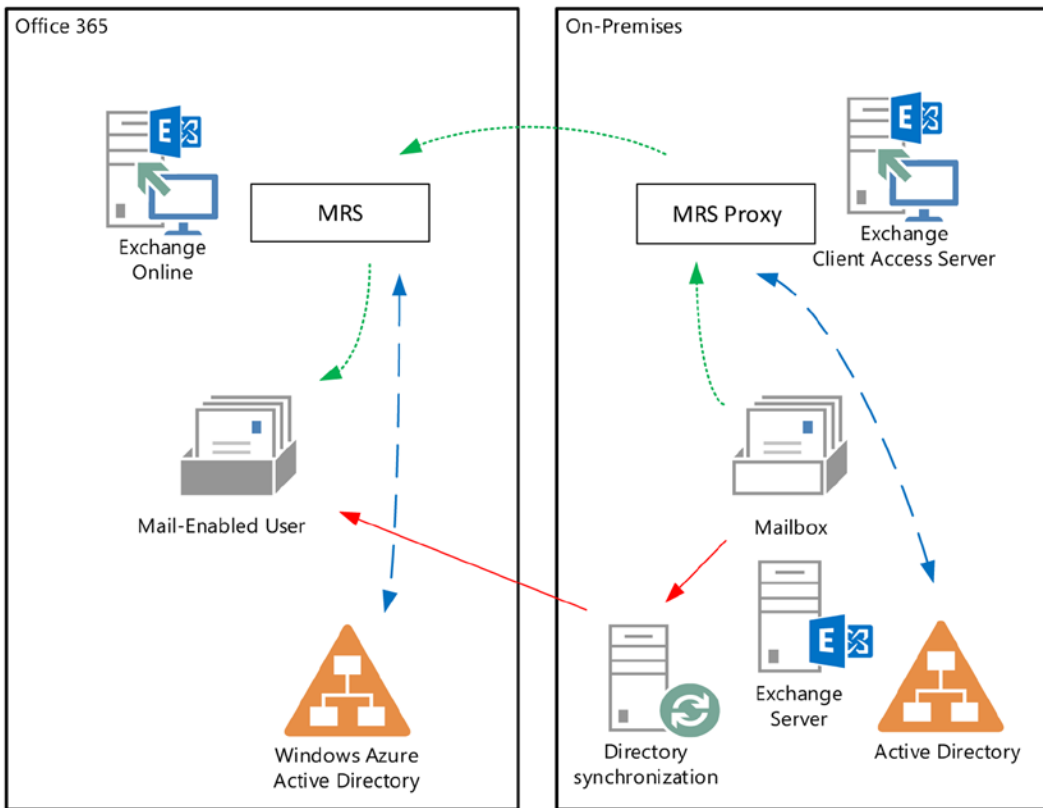 Office 365
Exchange
Online
MRS
Mail-Enabled User
Windows Azure
Active Directory
On-Premises
MRS Proxy
Exchange
Client Access Server
Mailbox
Exchange
Server
Directory
synchronization
Active Directory